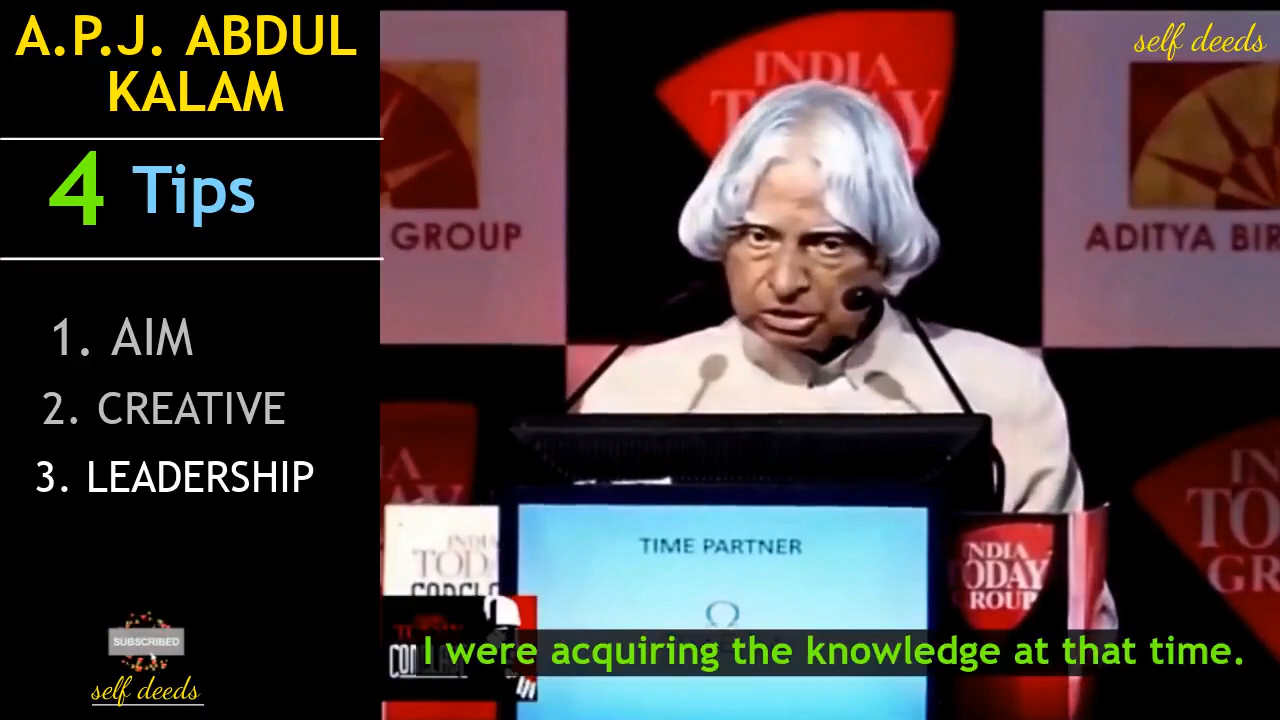 A.P.J. ABDUL
KALAM
4 Tips
1. AIM
2. CREATIVE
3. LEADERSHIP
SUBSCRIBED
self deeds
self deeds
INDIA
TODAY
GROUP
ADITYA BIR
TIME PARTNER
INDIA
TODAY
GROUP
I were acquiring the knowledge at that time.